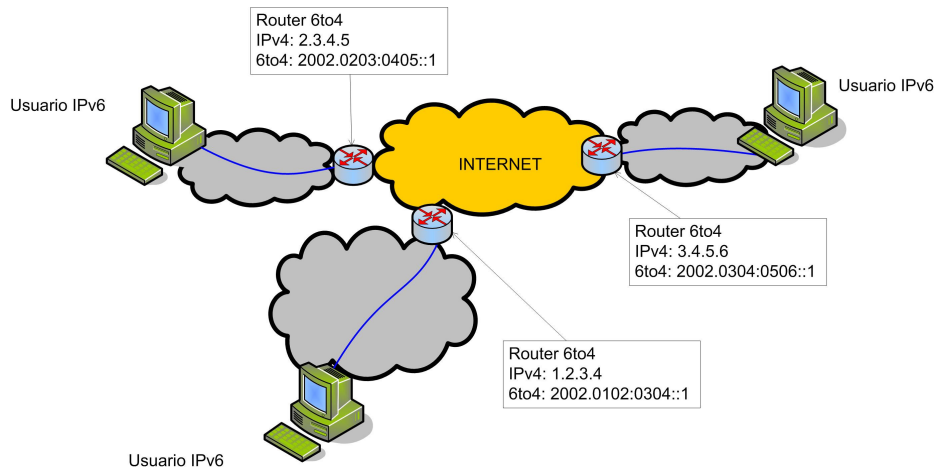 Router 6to4
IPv4: 2.3.4.5
6to4: 2002.0203:0405::1
Usuario IPv6
Usuario IPv6
INTERNET
Router 6to4
IPv4: 3.4.5.6
6to4: 2002.0304:0506::1
Router 6to4
IPv4: 1.2.3.4
6to4: 2002.0102:0304::1
Usuario IPv6